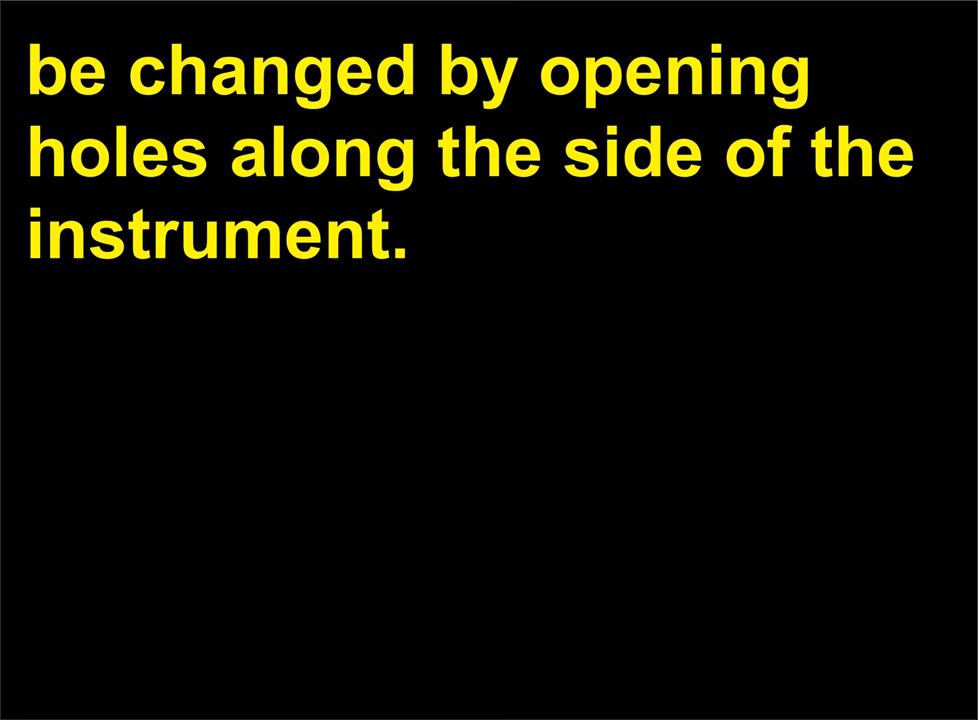 be changed by opening
holes along the side of the
instrument.